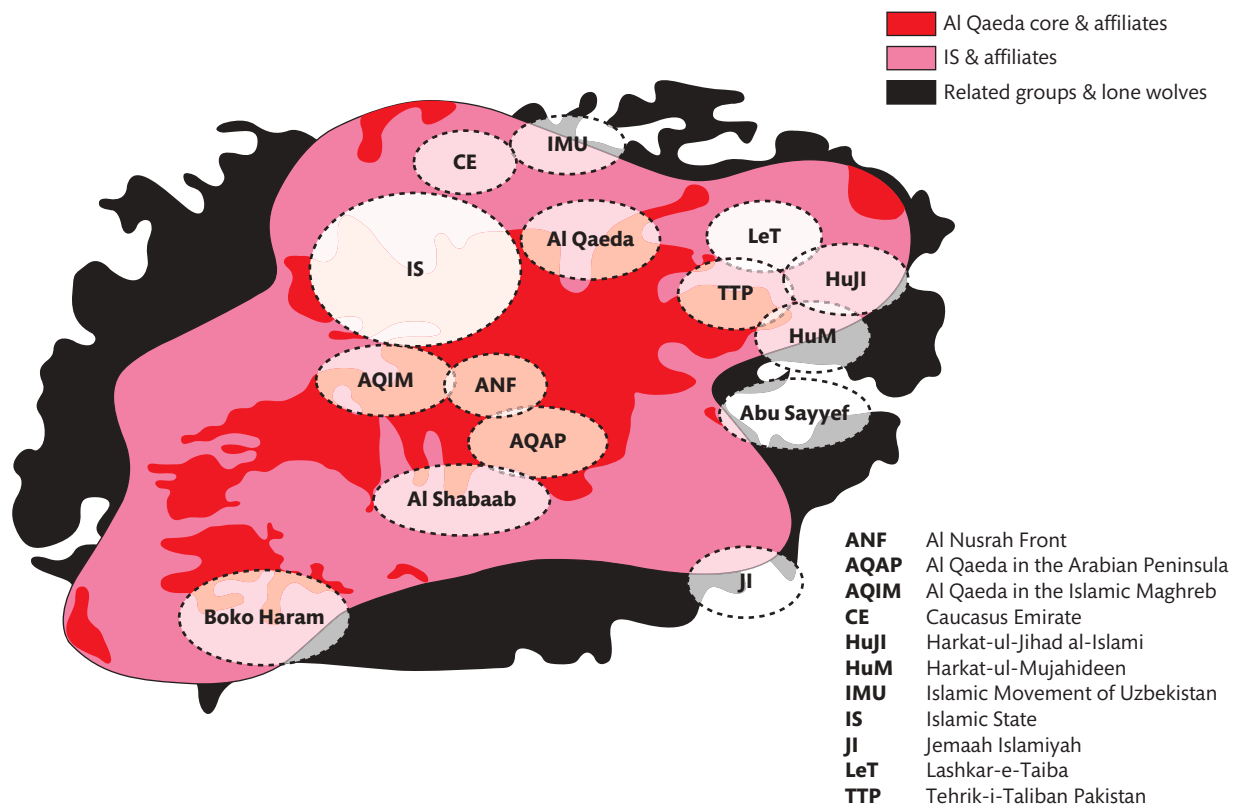 Al Qaeda core & affiliates
IS & affiliates
Related groups & lone wolves
IMU
CE
Al Qaeda
LeT
IS
HuJI
TTP
HuM
AQIM
ANF
Abu Sayyef
AQAP
Al Shabaab
JI
Boko Haram
ANF Al Nusrah Front
AQAP Al Qaeda in the Arabian Peninsula
AQIM Al Qaeda in the Islamic Maghreb
CE Caucasus Emirate
HuJI Harkat-ul-Jihad al-Islami
HuM Harkat-ul-Mujahideen
IMU Islamic Movement of Uzbekistan
IS Islamic State
JI Jemaah Islamiyah
LeT Lashkar-e-Taiba
TTP Tehrik-i-Taliban Pakistan